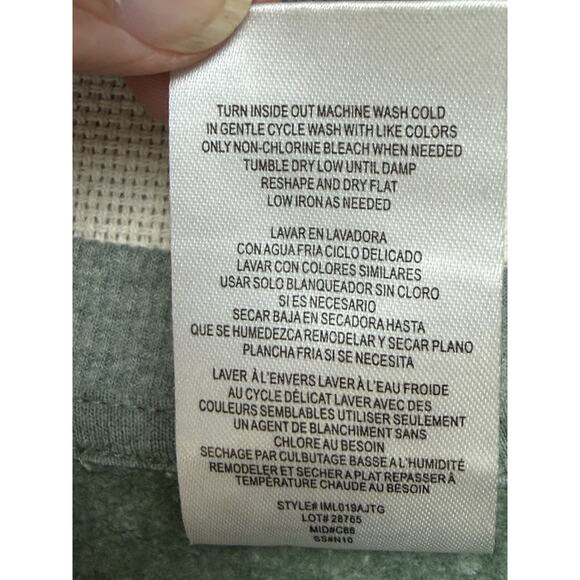 TURN INSIDE OUT MACHINE WASH COLD
IN GENTLE CYCLE WASH WITH LIKE COLORS
ONLY NON-CHLORINE BLEACH WHEN NEEDED
TUMBLE DRY LOW UNTIL DAMP
RESHAPE AND DRY FLAT
LOW IRON AS NEEDED
LAVAR EN LAVADORA
CON AGUA FRIA CICLO DELICADO
LAVAR CON COLORES SIMILARES
USAR SOLO BLANQUEADOR SIN CLORO
SI ES NECESARIO
SECAR BAJA EN SECADORA HASTA
QUE SE HUMEDEZCA REMODELAR Y SECAR PLANO
PLANCHA FRIA SI SE NECESITA
LAVER À L'ENVERS LAVER À L'EAU FROIDE
AU CYCLE DÉLICAT LAVER AVEC DES
COULEURS SEMBLABLES UTILISER SEULEMENT
UN AGENT DE BLANCHIMENT SANS
CHLORE AU BESOIN
SECHAGE PAR CULBUTAGE BASSE A L'HUMIDITÉ
REMODELER ET SECHER A PLAT REPASSER À
TEMPÉRATURE CHAUDE AU BESOIN
STYLE# IML019AJTG
LOT# 28765
MID#C86
SS#N10